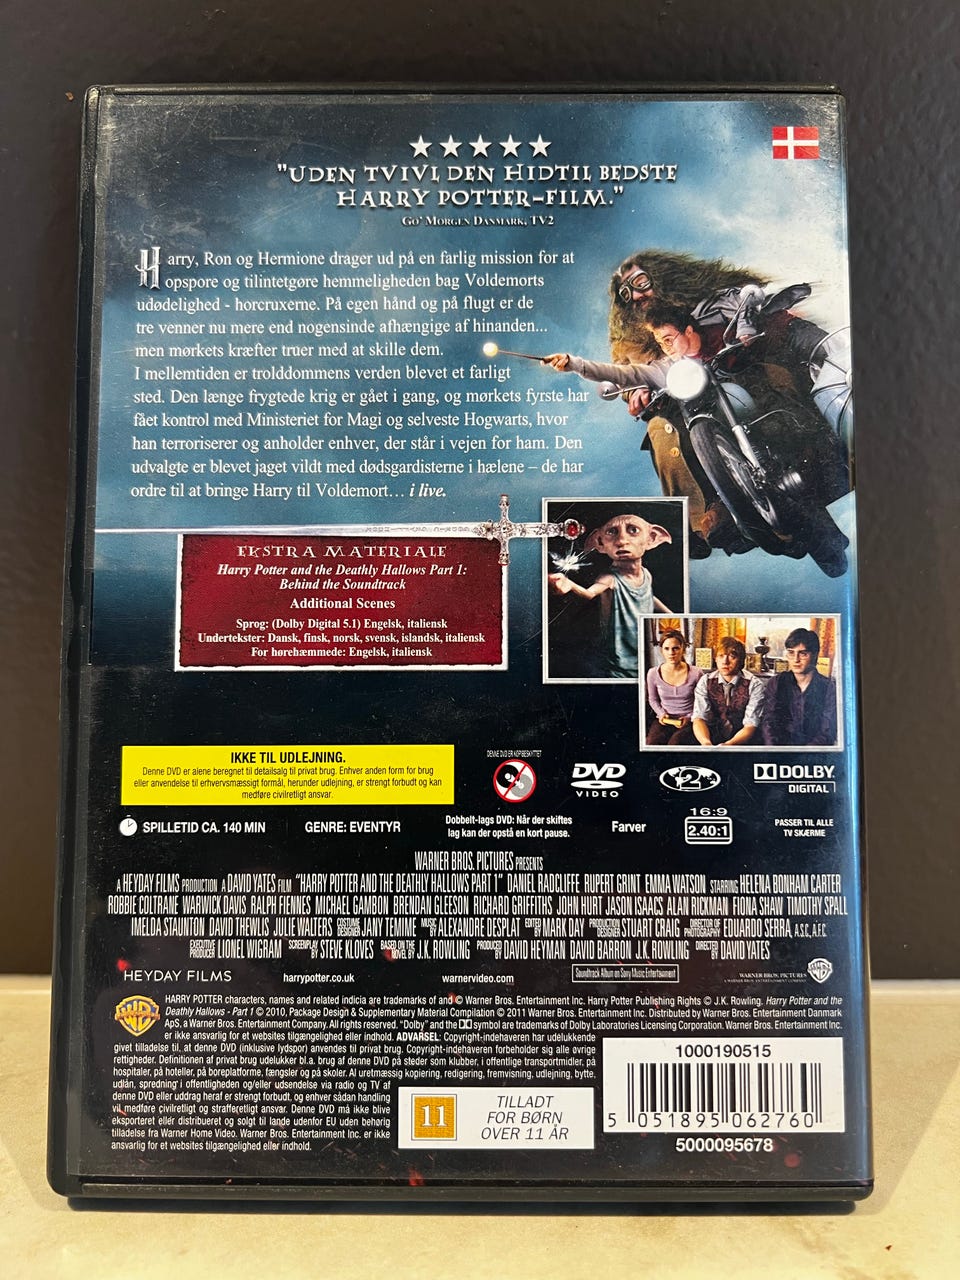 "UDEN TVIVL DEN HIDTIL BEDSTE
HARRY POTTER-FILM."
GO' MORGEN DANMARK, TV2
Harry, Ron og Hermione drager ud på en farlig mission for at
opspore og tilintetgøre hemmeligheden bag Voldemorts
udødelighed - horcruxerne. På egen hånd og på flugt er de
tre venner nu mere end nogensinde afhængige af hinanden...
men mørkets kræfter truer med at skille dem.
I mellemtiden er trolddommens verden blevet et farligt
sted. Den længe frygtede krig er gået i gang, og mørkets fyrste har
fået kontrol med Ministeriet for Magi og selveste Hogwarts, hvor
han terroriserer og anholder enhver, der står i vejen for ham. Den
udvalgte er blevet jaget vildt med dødsgardisterne i hælene – de har
ordre til at bringe Harry til Voldemort... i live.
EKSTRA MATERIALE
Harry Potter and the Deathly Hallows Part 1:
Behind the Soundtrack
Additional Scenes
Sprog: (Dolby Digital 5.1) Engelsk, italiensk
Undertekster: Dansk, finsk, norsk, svensk, islandsk, italiensk
For hørehæmmede: Engelsk, italiensk
IKKE TIL UDLEJNING.
Denne DVD er alene beregnet til detailsalg til privat brug. Enhver anden form for brug
eller anvendelse til erhvervsmæssigt formål, herunder udlejning, er strengt forbudt og kan
medføre civilretligt ansvar.
DENNE DVD ER KOPIBESKYTTET
DVD
VIDEO
2
DOLBY
DIGITAL
SPILLETID CA. 140 MIN
GENRE: EVENTYR
Dobbelt-lags DVD: Når der skiftes
lag kan der opstå en kort pause.
Farver
16:9
2.40:1
PASSER TIL ALLE
TV SKÆRME
WARNER BROS. PICTURES PRESENTS
A HEYDAY FILMS PRODUCTION A DAVID YATES FILM "HARRY POTTER AND THE DEATHLY HALLOWS PART 1" DANIEL RADCLIFFE RUPERT GRINT EMMA WATSON STARRING HELENA BONHAM CARTER
ROBBIE COLTRANE WARWICK DAVIS RALPH FIENNES MICHAEL GAMBON BRENDAN GLEESON RICHARD GRIFFITHS JOHN HURT JASON ISAACS ALAN RICKMAN FIONA SHAW TIMOTHY SPALL
IMELDA STAUNTON DAVID THEWLIS JULIE WALTERS COSTUME DESIGNER JANY TEMIME MUSIC BY ALEXANDRE DESPLAT EDITED BY MARK DAY PRODUCTION DESIGNER STUART CRAIG DIRECTOR OF PHOTOGRAPHY EDUARDO SERRA, A.S.C., A.F.C.
EXECUTIVE PRODUCER LIONEL WIGRAM SCREENPLAY BY STEVE KLOVES BASED ON THE NOVEL BY J.K. ROWLING PRODUCED BY DAVID HEYMAN DAVID BARRON J.K. ROWLING DIRECTED BY DAVID YATES
HEYDAY FILMS
harrypotter.co.uk
warnervideo.com
Soundtrack Album on Sony Music Entertainment
WARNER BROS. PICTURES
A WARNER BROS. ENTERTAINMENT COMPANY
HARRY POTTER characters, names and related indicia are trademarks of and © Warner Bros. Entertainment Inc. Harry Potter Publishing Rights © J.K. Rowling. Harry Potter and the
Deathly Hallows - Part 1 © 2010, Package Design & Supplementary Material Compilation © 2011 Warner Bros. Entertainment Inc. Distributed by Warner Bros. Entertainment Danmark
ApS, a Warner Bros. Entertainment Company. All rights reserved. "Dolby" and the symbol are trademarks of Dolby Laboratories Licensing Corporation. Warner Bros. Entertainment Inc.
er ikke ansvarlig for et websites tilgængelighed eller indhold. ADVARSEL: Copyright-indehaveren har udelukkende
givet tilladelse til, at denne DVD (inklusive lydspor) anvendes til privat brug. Copyright-indehaveren forbeholder sig alle øvrige
rettigheder. Definitionen af privat brug udelukker bl.a. brug af denne DVD på steder som klubber, i offentlige transportmidler, på
hospitaler, på hoteller, på boreplatforme, fængsler og på skoler. Al uretmæssig kopiering, redigering, fremvisning, udlejning, bytte,
udlån, spredning i offentligheden og/eller udsendelse via radio og TV af
denne DVD eller uddrag heraf er strengt forbudt, og enhver sådan handling
vil medføre civilretligt og strafferetligt ansvar. Denne DVD må ikke blive
eksporteret eller distribueret og solgt til lande udenfor EU uden behørig
tilladelse fra Warner Home Video. Warner Bros. Entertainment Inc. er ikke
ansvarlig for et websites tilgængelighed eller indhold.
11
TILLADT
FOR BØRN
OVER 11 ÅR
1000190515
5 051895 062760
5000095678